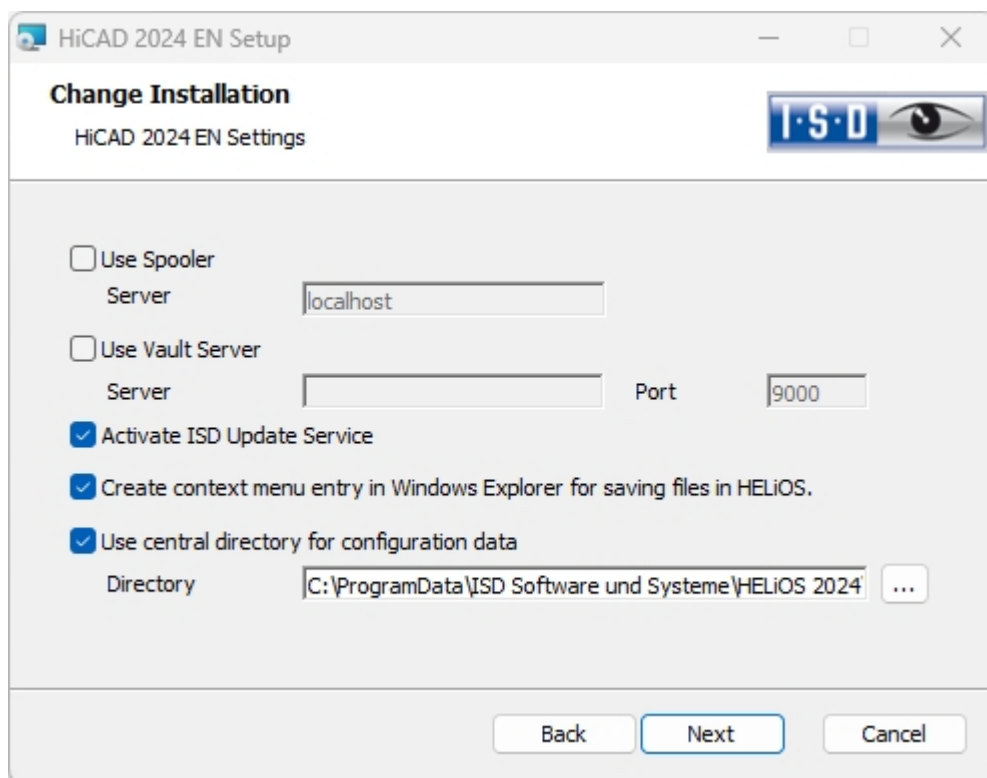 HiCAD 2024 EN Setup
Change Installation
HiCAD 2024 EN Settings
I·S·D
Use Spooler
Server localhost
Use Vault Server
Server Port 9000
Activate ISD Update Service
Create context menu entry in Windows Explorer for saving files in HELiOS.
Use central directory for configuration data
Directory C:\ProgramData\ISD Software und Systeme\HELiOS 2024\ ...
Back Next Cancel